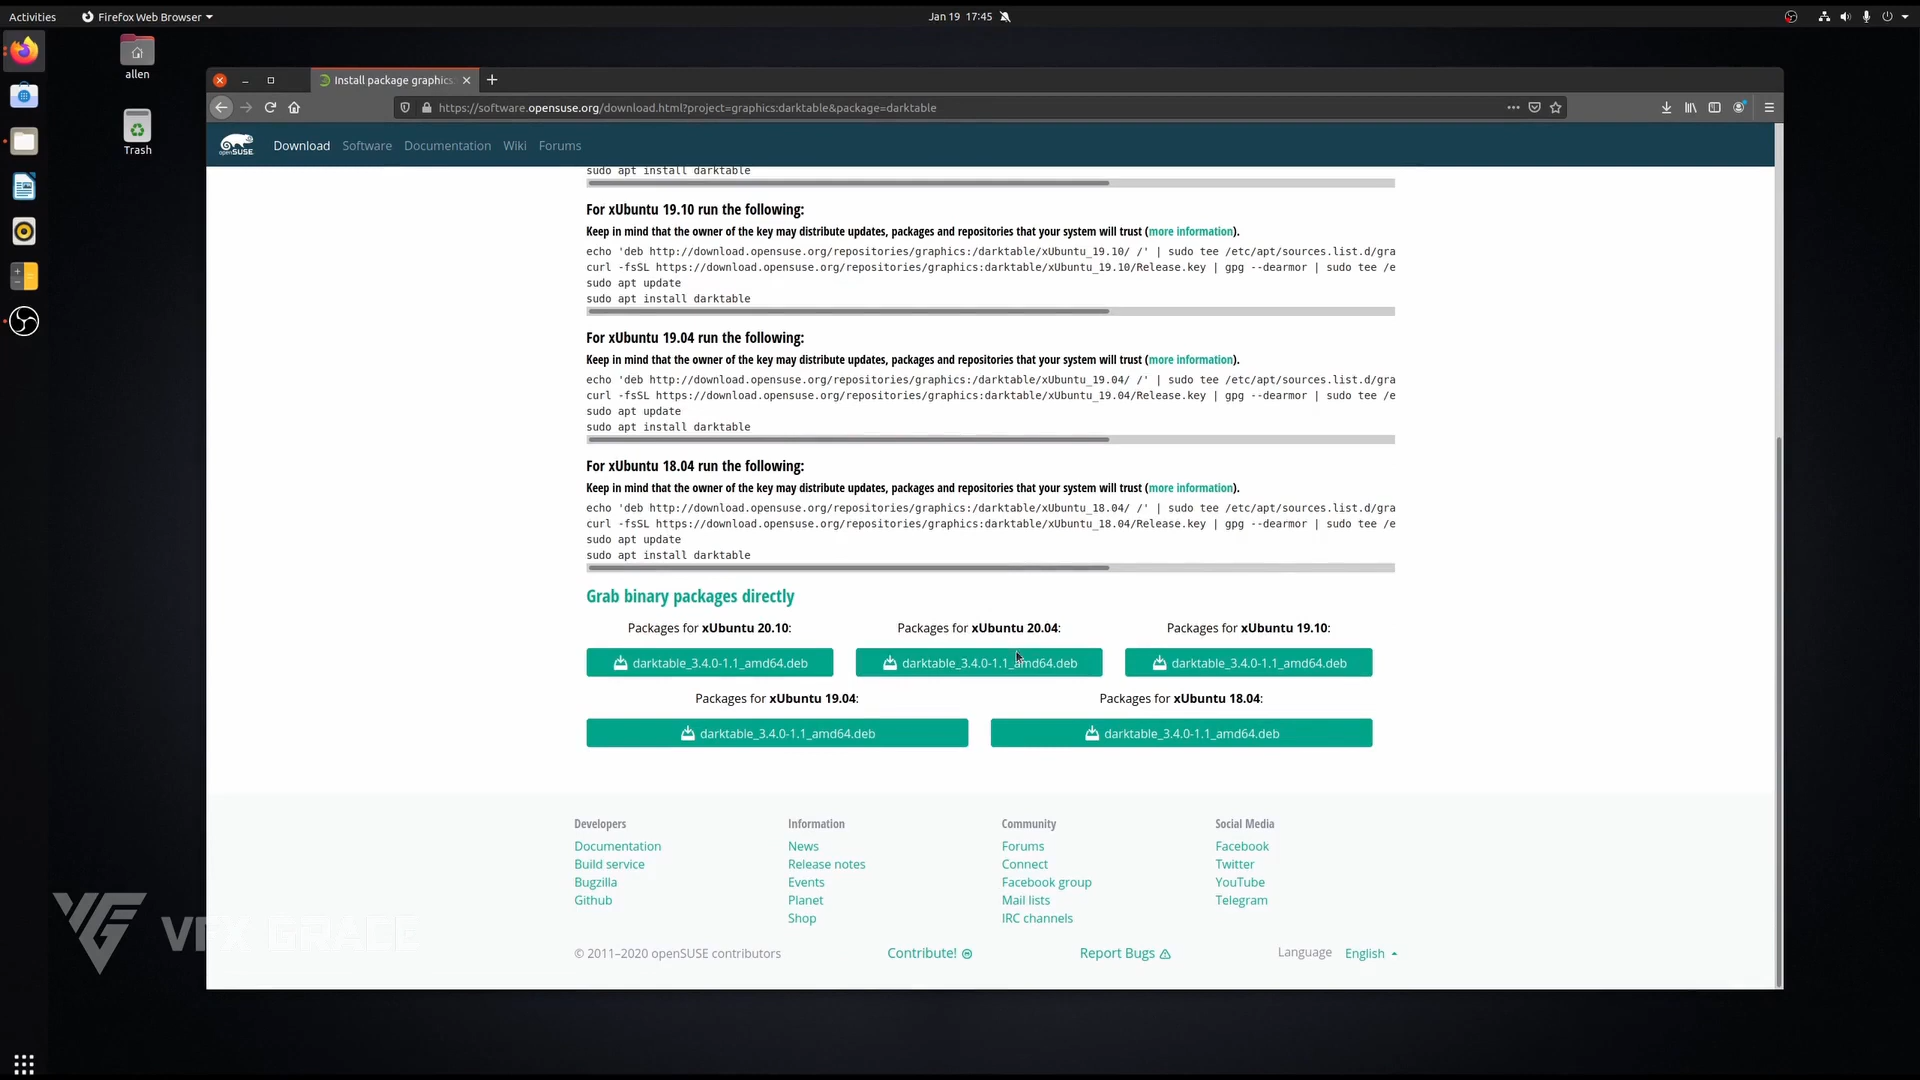 Activities
Firefox Web Browser
Jan 19 17:45
allen
Trash
Install package graphics:
https://software.opensuse.org/download.html?project=graphics:darktable&package=darktable
openSUSE
Download
Software
Documentation
Wiki
Forums
sudo apt install darktable
For xUbuntu 19.10 run the following:
Keep in mind that the owner of the key may distribute updates, packages and repositories that your system will trust (more information).
echo 'deb http://download.opensuse.org/repositories/graphics:/darktable/xUbuntu_19.10/ /' | sudo tee /etc/apt/sources.list.d/gra
curl -fsSL https://download.opensuse.org/repositories/graphics:darktable/xUbuntu_19.10/Release.key | gpg --dearmor | sudo tee /e
sudo apt update
sudo apt install darktable
For xUbuntu 19.04 run the following:
Keep in mind that the owner of the key may distribute updates, packages and repositories that your system will trust (more information).
echo 'deb http://download.opensuse.org/repositories/graphics:/darktable/xUbuntu_19.04/ /' | sudo tee /etc/apt/sources.list.d/gra
curl -fsSL https://download.opensuse.org/repositories/graphics:darktable/xUbuntu_19.04/Release.key | gpg --dearmor | sudo tee /e
sudo apt update
sudo apt install darktable
For xUbuntu 18.04 run the following:
Keep in mind that the owner of the key may distribute updates, packages and repositories that your system will trust (more information).
echo 'deb http://download.opensuse.org/repositories/graphics:/darktable/xUbuntu_18.04/ /' | sudo tee /etc/apt/sources.list.d/gra
curl -fsSL https://download.opensuse.org/repositories/graphics:darktable/xUbuntu_18.04/Release.key | gpg --dearmor | sudo tee /e
sudo apt update
sudo apt install darktable
Grab binary packages directly
Packages for xUbuntu 20.10:
Packages for xUbuntu 20.04:
Packages for xUbuntu 19.10:
darktable_3.4.0-1.1_amd64.deb
darktable_3.4.0-1.1_amd64.deb
darktable_3.4.0-1.1_amd64.deb
Packages for xUbuntu 19.04:
Packages for xUbuntu 18.04:
darktable_3.4.0-1.1_amd64.deb
darktable_3.4.0-1.1_amd64.deb
Developers
Documentation
Build service
Bugzilla
Github
Information
News
Release notes
Events
Planet
Shop
Community
Forums
Connect
Facebook group
Mail lists
IRC channels
Social Media
Facebook
Twitter
YouTube
Telegram
VFX GRACE
© 2011–2020 openSUSE contributors
Contribute!
Report Bugs
Language
English